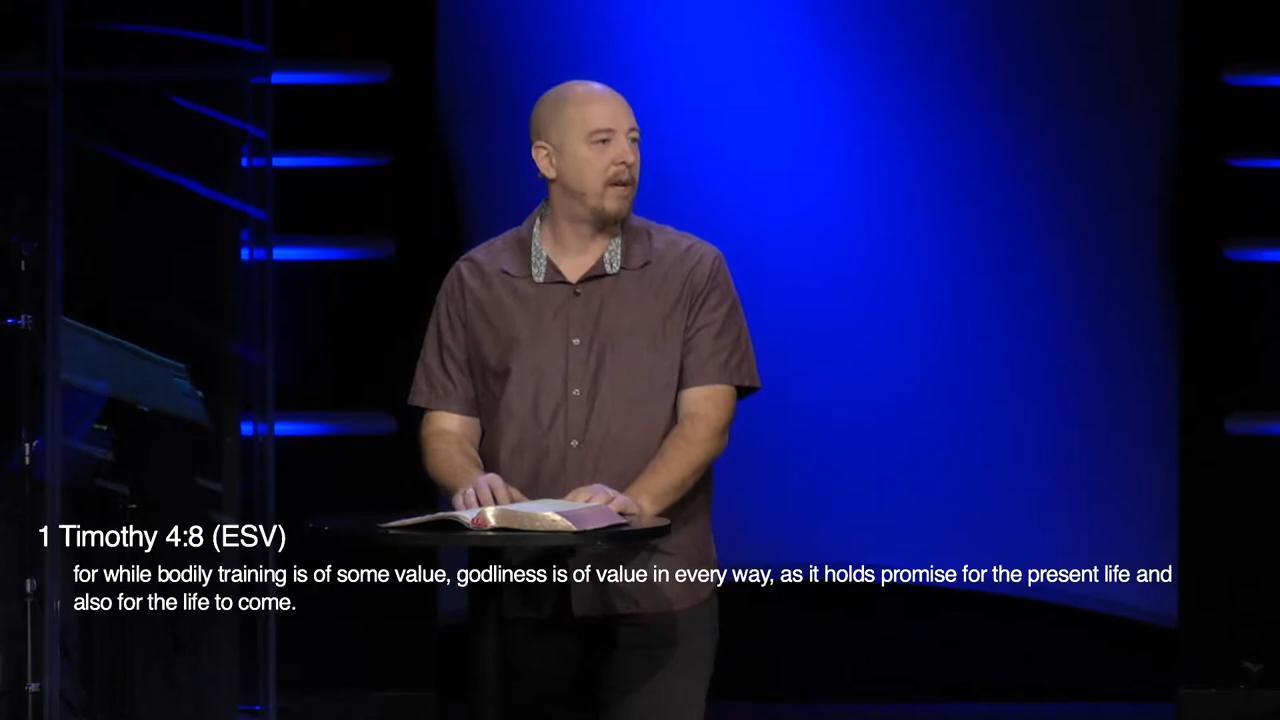 1 Timothy 4:8 (ESV)
for while bodily training is of some value, godliness is of value in every way, as it holds promise for the present life and
also for the life to come.